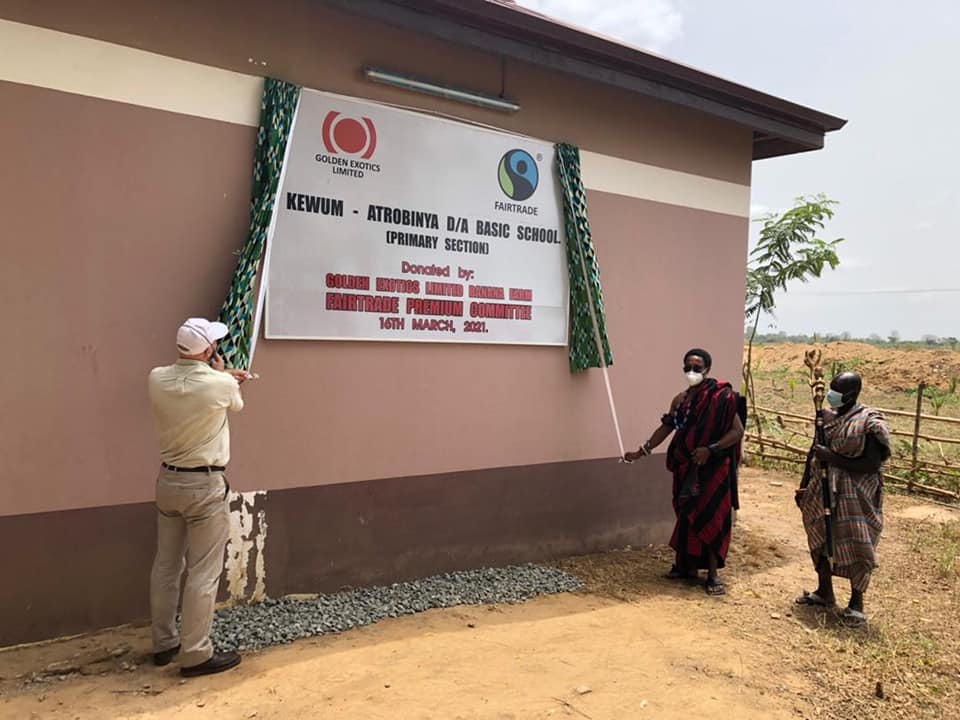 GOLDEN EXOTICS
LIMITED
®
FAIRTRADE
KEWUM - ATROBINYA D/A BASIC SCHOOL.
(PRIMARY SECTION)
Donated by:
GOLDEN EXOTICS LIMITED BANANA FARM
FAIRTRADE PREMIUM COMMITTEE
16TH MARCH, 2021.